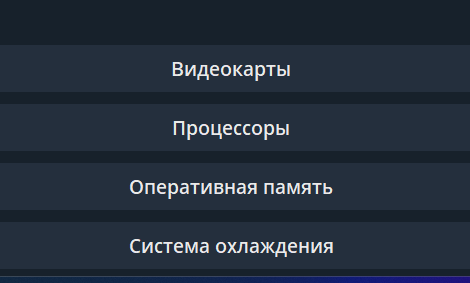 Видеокарты
Процессоры
Оперативная память
Система охлаждения